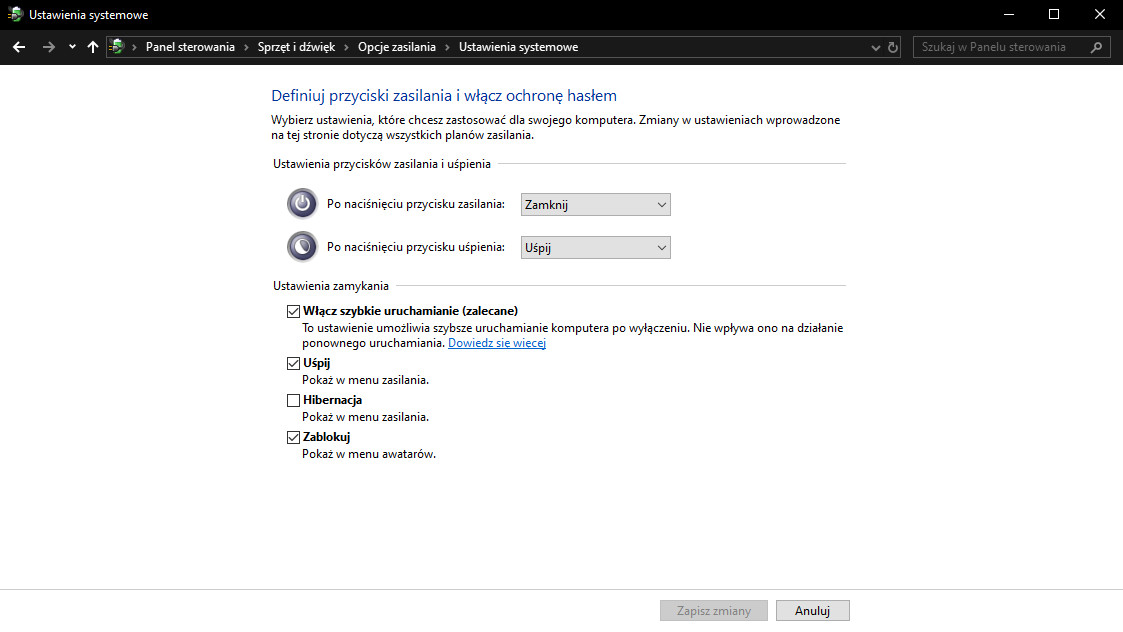 Ustawienia systemowe
Panel sterowania Sprzęt i dźwięk Opcje zasilania Ustawienia systemowe
Szukaj w Panelu sterowania
Definiuj przyciski zasilania i włącz ochronę hasłem
Wybierz ustawienia, które chcesz zastosować dla swojego komputera. Zmiany w ustawieniach wprowadzone
na tej stronie dotyczą wszystkich planów zasilania.
Ustawienia przycisków zasilania i uśpienia
Po naciśnięciu przycisku zasilania: Zamknij
Po naciśnięciu przycisku uśpienia: Uśpij
Ustawienia zamykania
Włącz szybkie uruchamianie (zalecane)
To ustawienie umożliwia szybsze uruchamianie komputera po wyłączeniu. Nie wpływa ono na działanie
ponownego uruchamiania. Dowiedz się więcej
Uśpij
Pokaż w menu zasilania.
Hibernacja
Pokaż w menu zasilania.
Zablokuj
Pokaż w menu awatarów.
Zapisz zmiany Anuluj